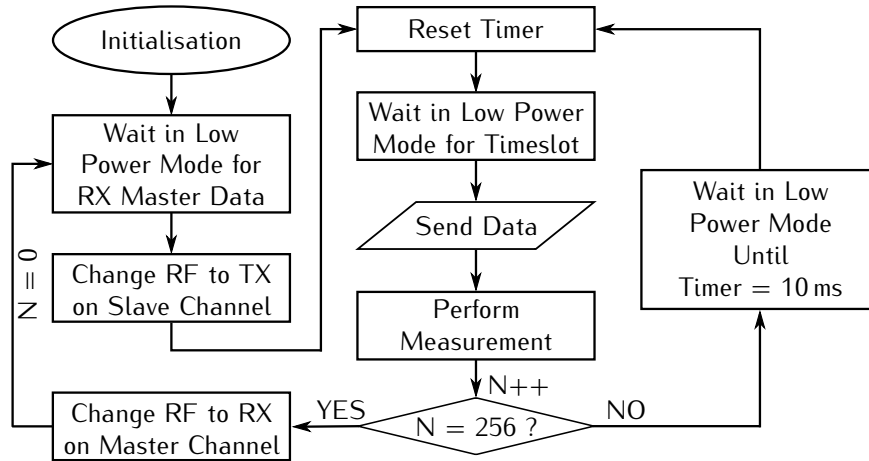 Initialisation
Wait in Low
Power Mode for
RX Master Data
Change RF to TX
on Slave Channel
N = 0
Reset Timer
Wait in Low Power
Mode for Timeslot
Send Data
Perform
Measurement
N++
N = 256 ?
YES
NO
Change RF to RX
on Master Channel
Wait in Low
Power Mode
Until
Timer = 10 ms